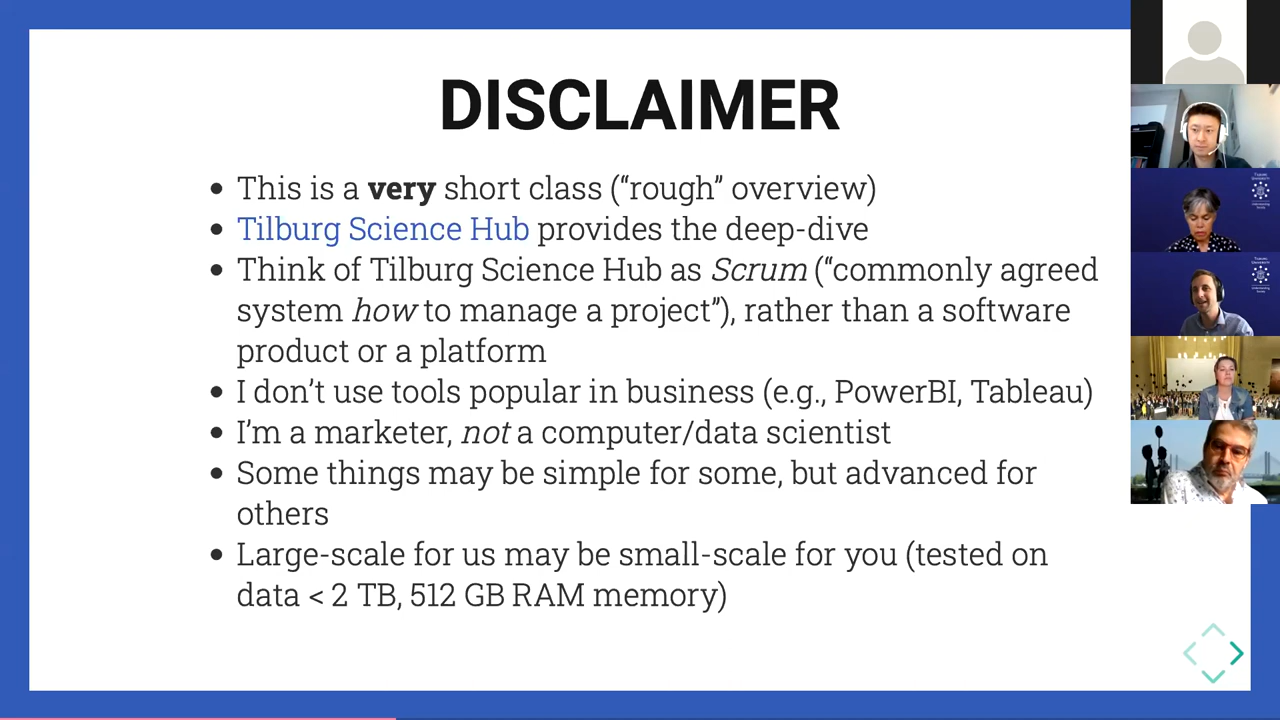 DISCLAIMER
• This is a very short class (“rough” overview)
• Tilburg Science Hub provides the deep-dive
• Think of Tilburg Science Hub as Scrum (“commonly agreed
system how to manage a project”), rather than a software
product or a platform
• I don’t use tools popular in business (e.g., PowerBI, Tableau)
• I’m a marketer, not a computer/data scientist
• Some things may be simple for some, but advanced for
others
• Large-scale for us may be small-scale for you (tested on
data < 2 TB, 512 GB RAM memory)